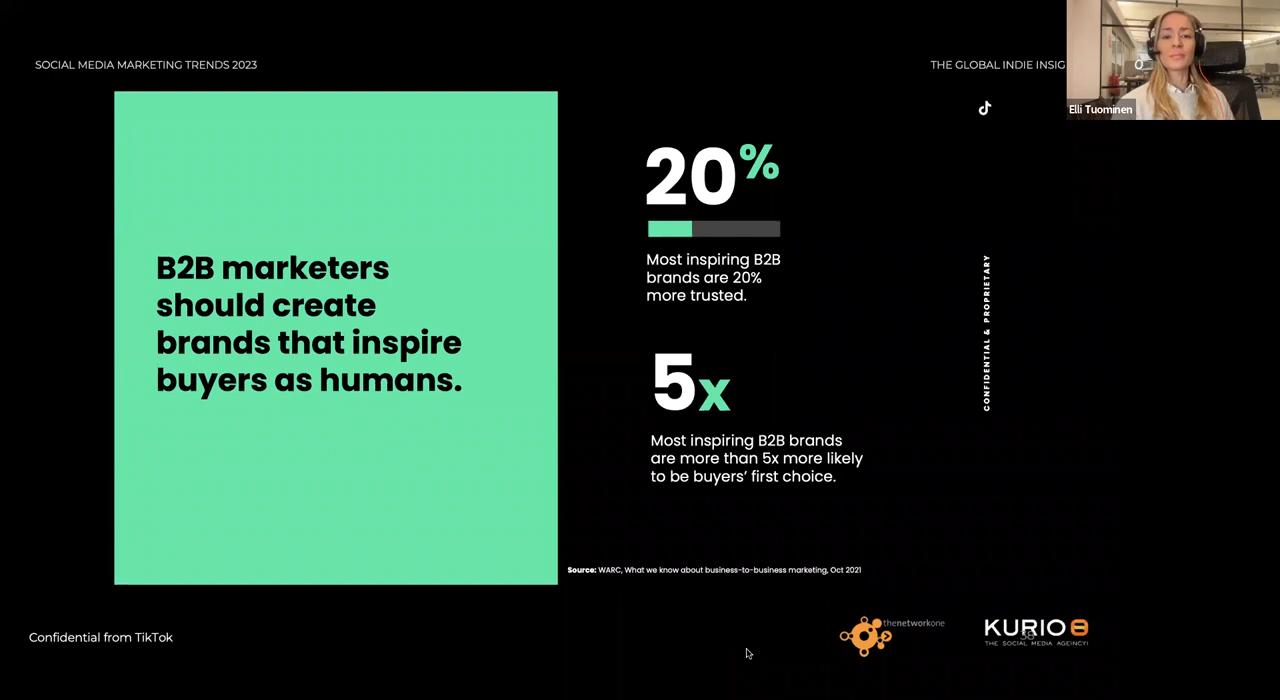 SOCIAL MEDIA MARKETING TRENDS 2023
THE GLOBAL INDIE INSIG
Elli Tuominen
B2B marketers
should create
brands that inspire
buyers as humans.
20%
Most inspiring B2B
brands are 20%
more trusted.
5x
Most inspiring B2B brands
are more than 5x more likely
to be buyers’ first choice.
CONFIDENTIAL & PROPRIETARY
Source: WARC, What we know about business-to-business marketing, Oct 2021
Confidential from TikTok
thenetworkone
KURIO
THE SOCIAL MEDIA AGEINCY!